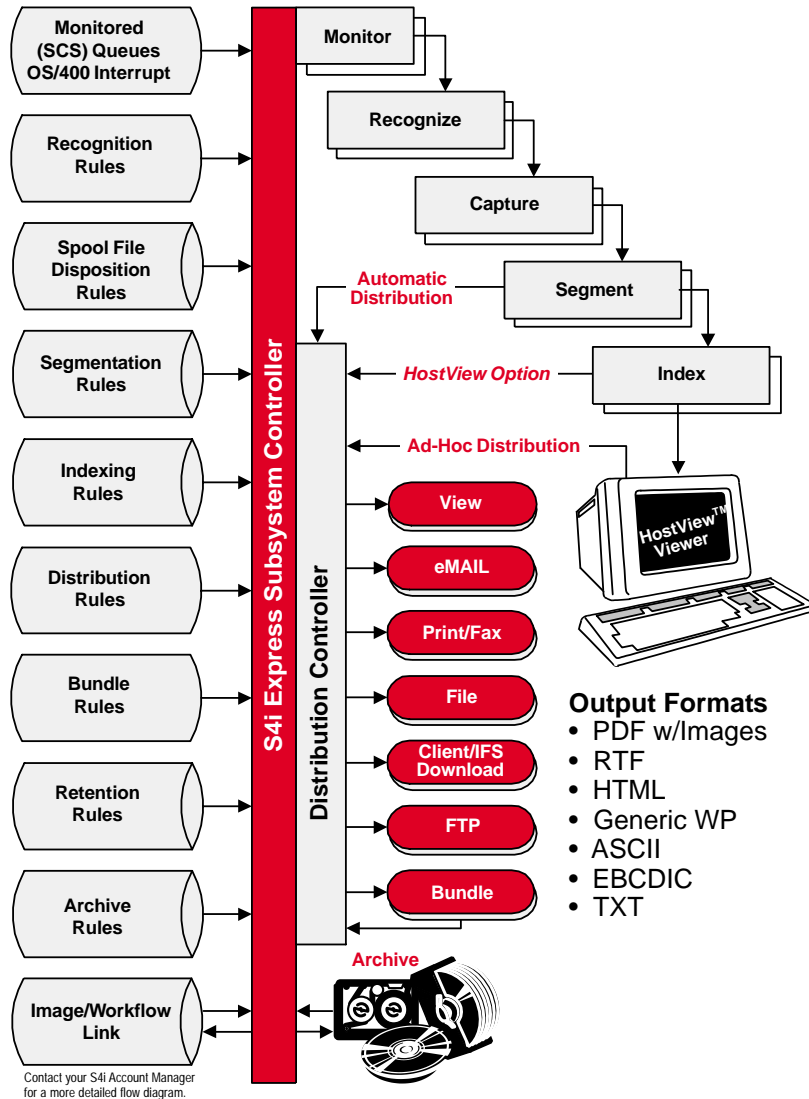 Monitored
(SCS) Queues
OS/400 Interrupt
Recognition
Rules
Spool File
Disposition
Rules
Segmentation
Rules
Indexing
Rules
Distribution
Rules
Bundle
Rules
Retention
Rules
Archive
Rules
Image/Workflow
Link
Contact your S4i Account Manager
for a more detailed flow diagram.
S4i Express Subsystem Controller
Monitor
Recognize
Capture
Segment
Index
Automatic
Distribution
HostView Option
Ad-Hoc Distribution
Distribution Controller
View
eMAIL
Print/Fax
File
Client/IFS
Download
FTP
Bundle
Archive
HostView™
Viewer
Output Formats
• PDF w/Images
• RTF
• HTML
• Generic WP
• ASCII
• EBCDIC
• TXT